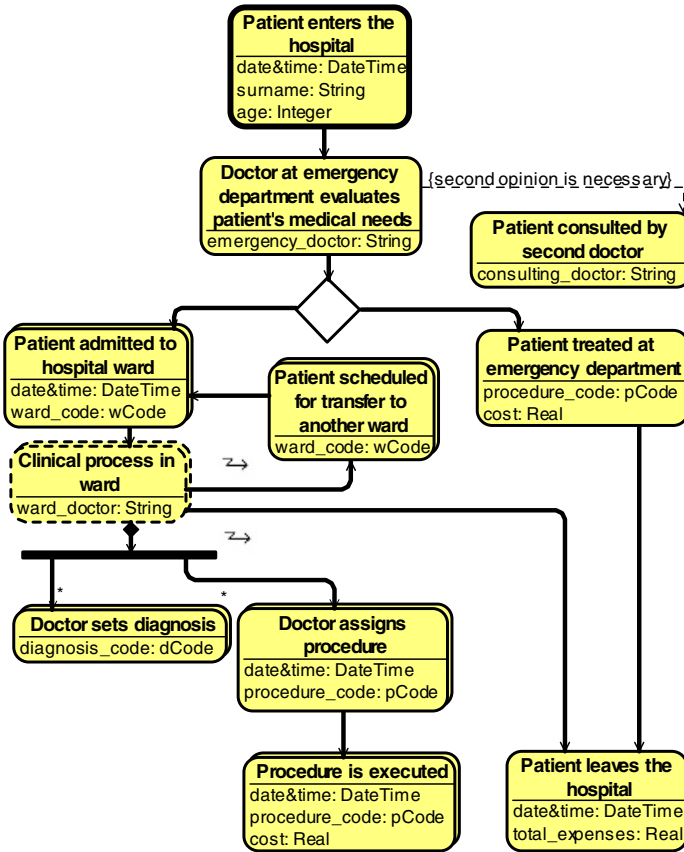 Patient enters the
hospital
date&time: DateTime
surname: String
age: Integer
Doctor at emergency
department evaluates
patient's medical needs
emergency_doctor: String
{second opinion is necessary}
Patient consulted by
second doctor
consulting_doctor: String
Patient admitted to
hospital ward
date&time: DateTime
ward_code: wCode
Patient scheduled
for transfer to
another ward
ward_code: wCode
Patient treated at
emergency department
procedure_code: pCode
cost: Real
Clinical process in
ward
ward_doctor: String
*
*
Doctor sets diagnosis
diagnosis_code: dCode
Doctor assigns
procedure
date&time: DateTime
procedure_code: pCode
Procedure is executed
date&time: DateTime
procedure_code: pCode
cost: Real
Patient leaves the
hospital
date&time: DateTime
total_expenses: Real